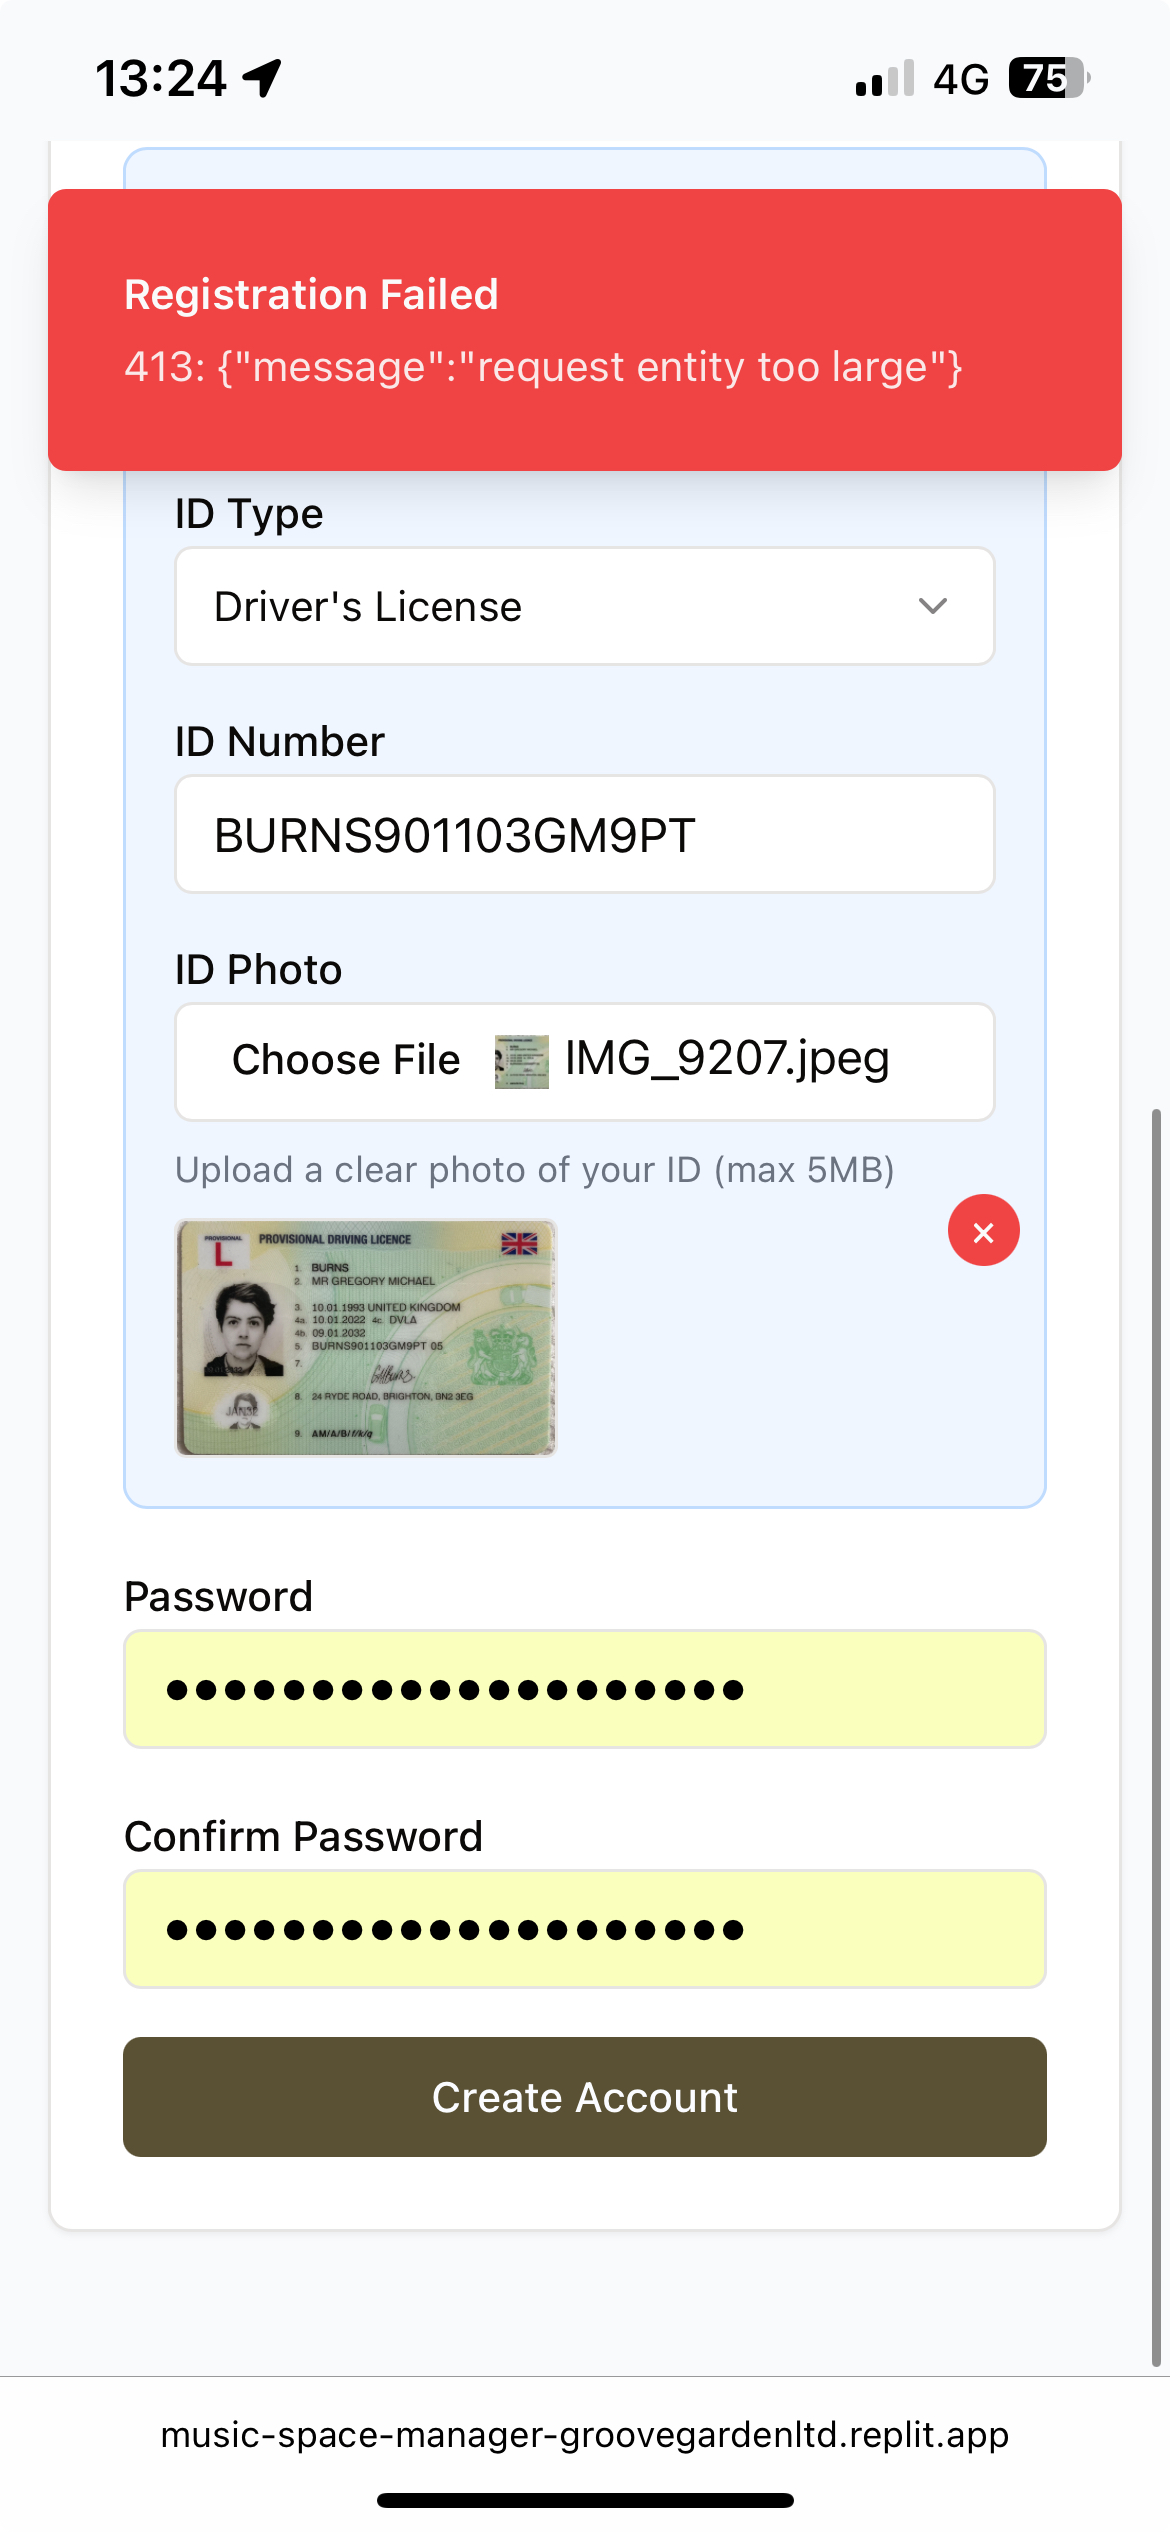 13:24
4G
75
Registration Failed
413: {"message":"request entity too large"}
ID Type
Driver's License
ID Number
BURNS901103GM9PT
ID Photo
Choose File IMG_9207.jpeg
Upload a clear photo of your ID (max 5MB)
PROVISIONAL
L
PROVISIONAL DRIVING LICENCE
1. BURNS
2. MR GREGORY MICHAEL
3. 10.01.1993 UNITED KINGDOM
4a. 10.01.2022 4c. DVLA
4b. 09.01.2032
5. BURNS901103GM9PT 05
7.
8. 24 RYDE ROAD, BRIGHTON, BN2 3EG
9. AM/A/B/f/k/q
Password
Confirm Password
Create Account
music-space-manager-groovegardenltd.replit.app